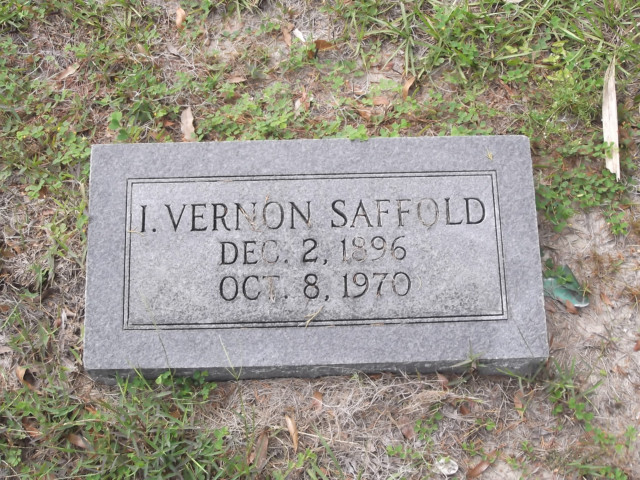 I. VERNON SAFFOLD
DEC. 2, 1896
OCT. 8, 1970